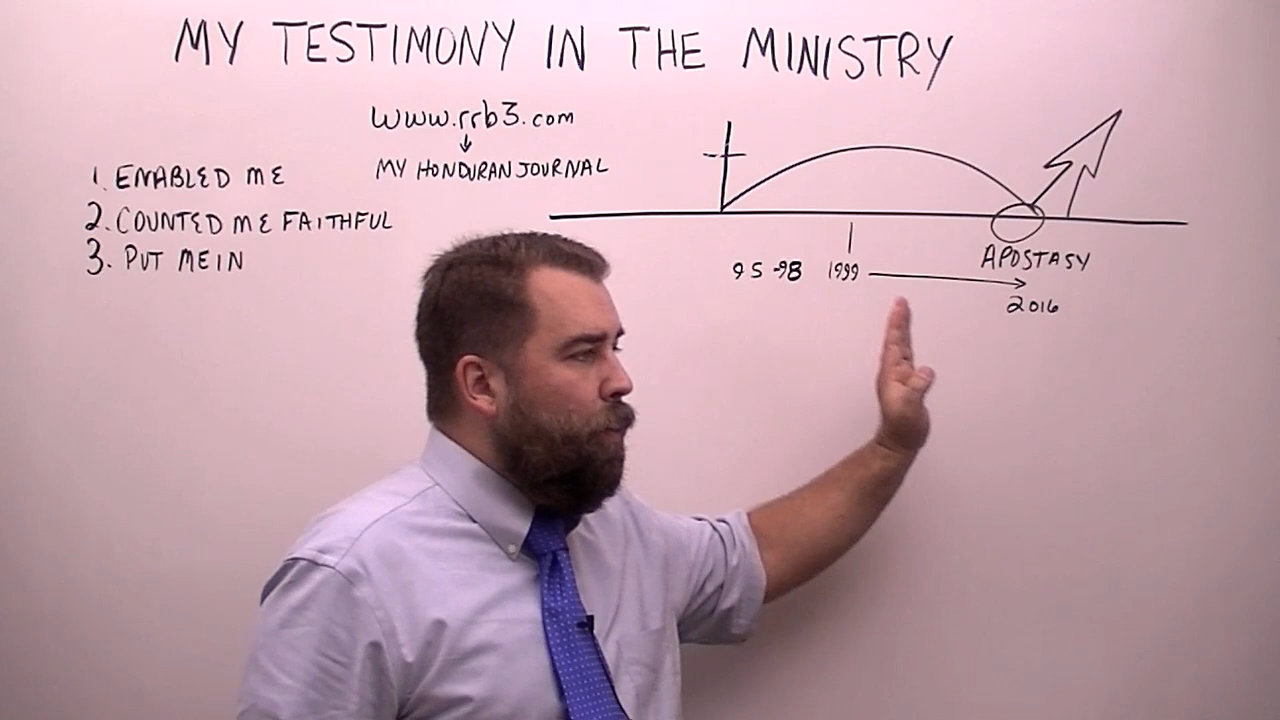 MY TESTIMONY IN THE MINISTRY
www.rrb3.com
MY HONDURAN JOURNAL
1. ENABLED ME
2. COUNTED ME FAITHFUL
3. PUT ME IN
APOSTASY
95-98 1999
2016